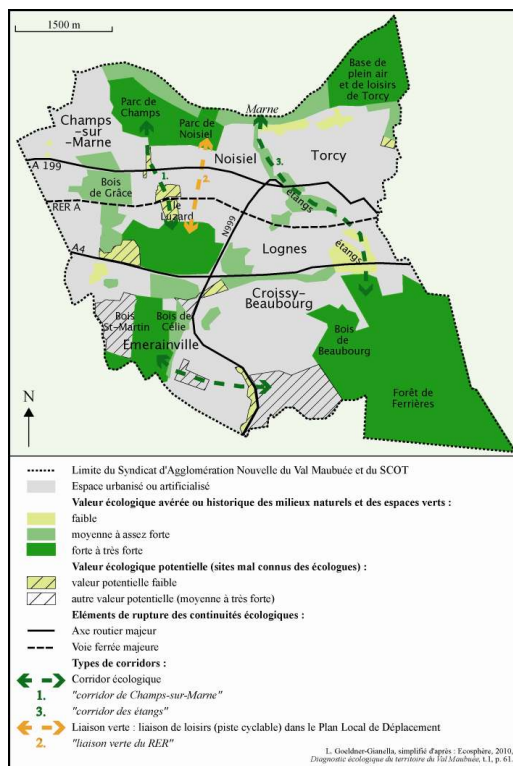 1500 m
Base de
plein air
et de loisirs
de Torcy
Parc de
Champs
Marne
Parc de
Noisiel
Champs
-sur
-Marne
Noisiel
Torcy
A 199
1.
2.
3.
Bois
de Grâce
RER A
le
Luzard
étangs
N999
A4
Lognes
étangs
Croissy-
Beaubourg
Bois
St-Martin
Bois de
Célie
Emerainville
Bois
de
Beaubourg
Forêt de
Ferrières
N
Limite du Syndicat d'Agglomération Nouvelle du Val Maubuée et du SCOT
Espace urbanisé ou artificialisé
Valeur écologique avérée ou historique des milieux naturels et des espaces verts :
faible
moyenne à assez forte
forte à très forte
Valeur écologique potentielle (sites mal connus des écologues) :
valeur potentielle faible
autre valeur potentielle (moyenne à très forte)
Eléments de rupture des continuités écologiques :
Axe routier majeur
Voie ferrée majeure
Types de corridors :
Corridor écologique
1. "corridor de Champs-sur-Marne"
3. "corridor des étangs"
Liaison verte : liaison de loisirs (piste cyclable) dans le Plan Local de Déplacement
2. "liaison verte du RER"
L. Goeldner-Gianella, simplifié d'après : Ecosphère, 2010,
Diagnostic écologique du territoire du Val Maubuée, t.1, p. 61.